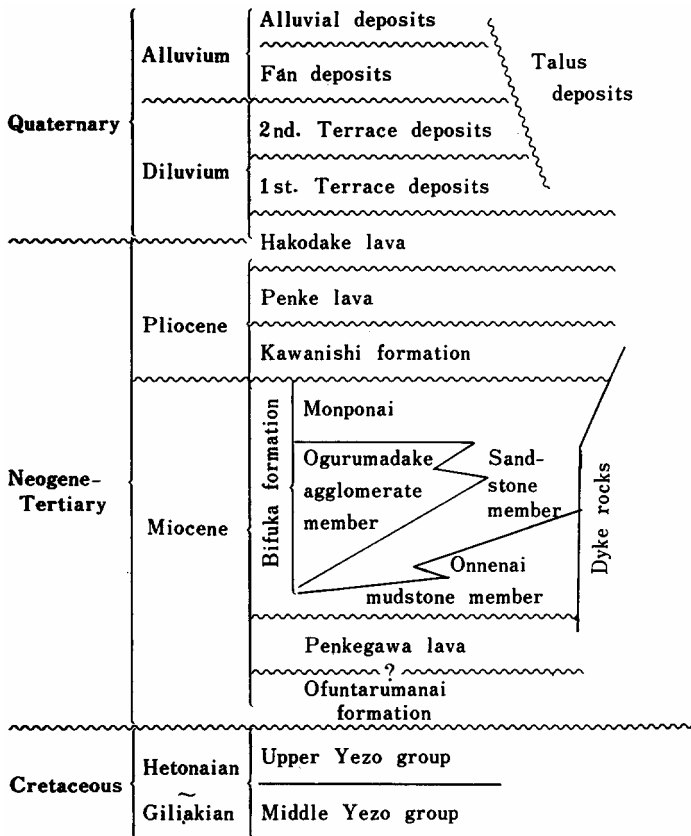 Quaternary
Alluvium
Alluvial deposits
Fan deposits
Talus
deposits
Diluvium
2nd. Terrace deposits
1st. Terrace deposits
Neogene-
Tertiary
Pliocene
Hakodake lava
Penke lava
Kawanishi formation
Miocene
Bifuka formation
Monponai
Ogurumadake
agglomerate
member
Sand-
stone
member
Onnenai
mudstone member
Dyke rocks
Penkegawa lava
?
Ofuntarumanai
formation
Cretaceous
Hetonaian
~
Giliakian
Upper Yezo group
Middle Yezo group